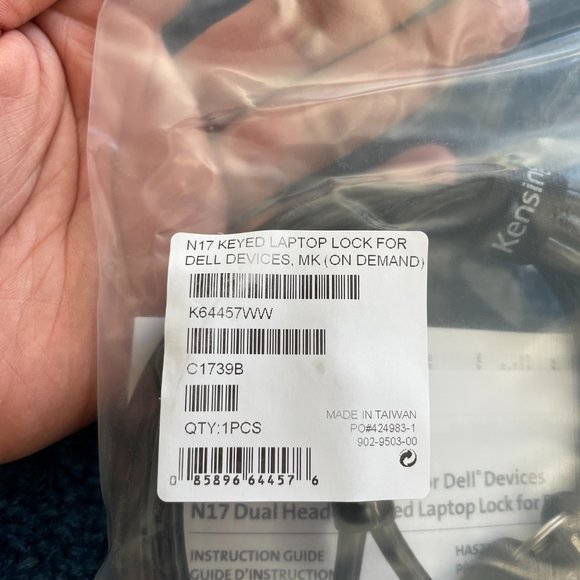 Kensin
N17 KEYED LAPTOP LOCK FOR
DELL DEVICES, MK (ON DEMAND)
K64457WW
C1739B
QTY:1PCS
MADE IN TAIWAN
PO#424983-1
902-9503-00
0 85896 64457 6
or Dell® Devices
N17 Dual Head ed Laptop Lock for
INSTRUCTION GUIDE
GUIDE D'INSTRUCTION
HAS